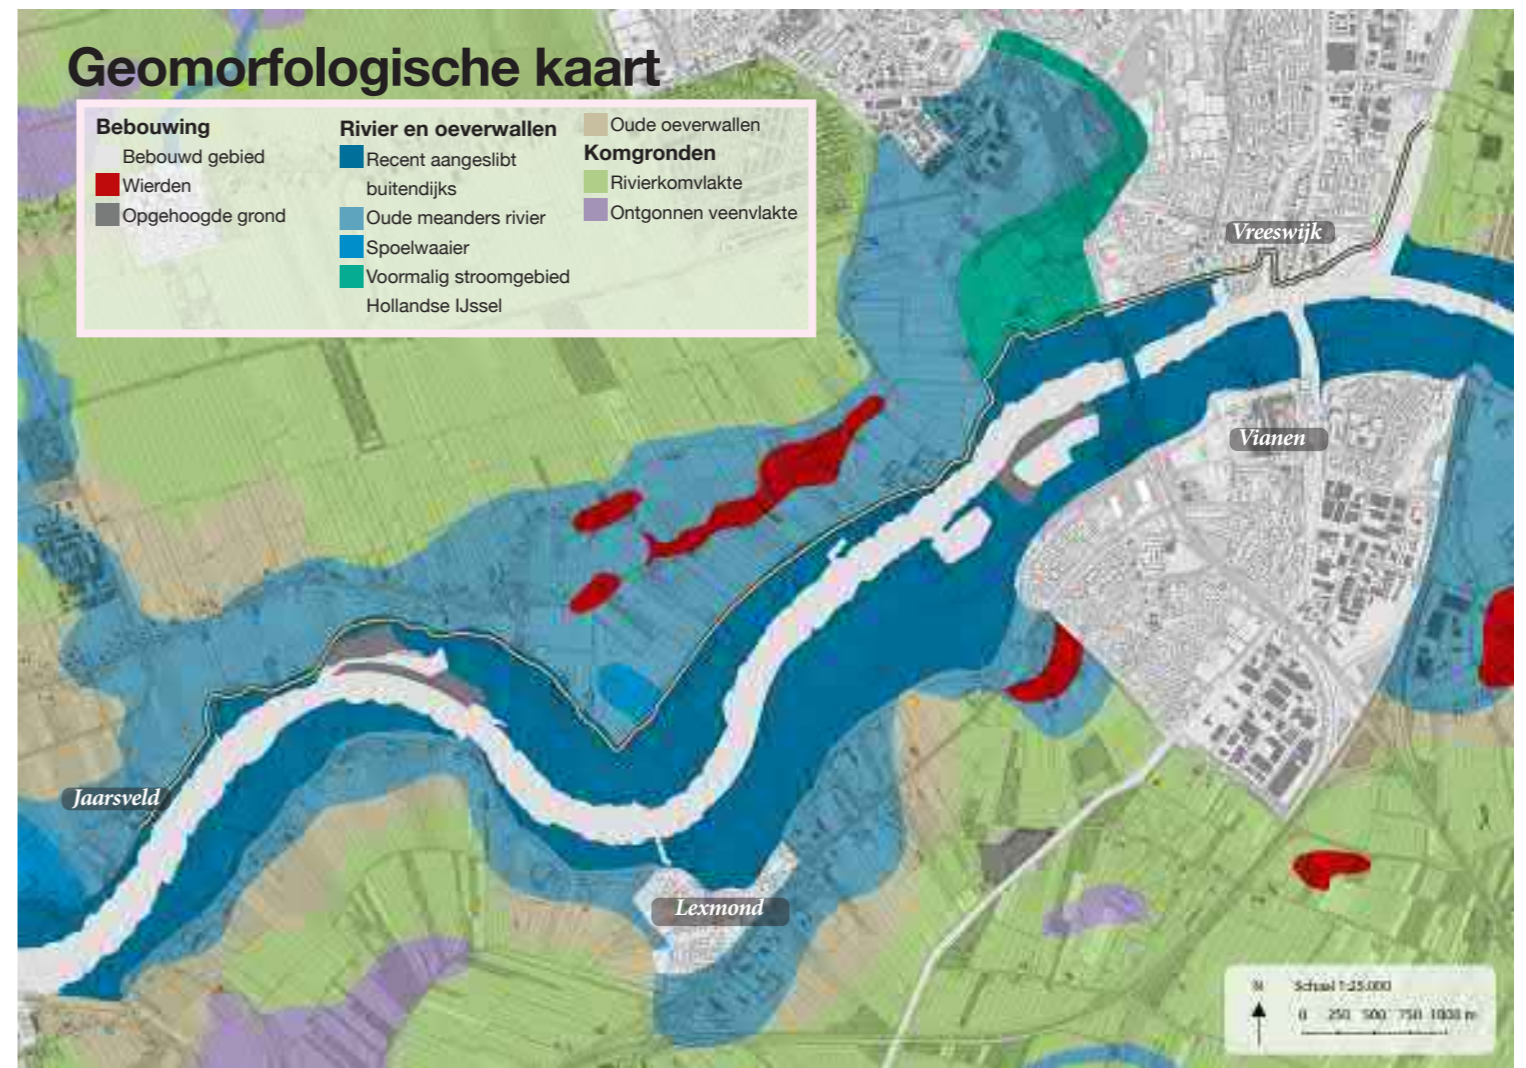 Geomorfologische kaart
Bebouwing
Bebouwd gebied
Wierden
Opgehoogde grond
Rivier en oeverwallen
Recent aangeslibt
buitendijks
Oude meanders rivier
Spoelwaaier
Voormalig stroomgebied
Hollandse IJssel
Oude oeverwallen
Komgronden
Rivierkomvlakte
Ontgonnen veenvlakte
Vreeswijk
Vianen
Jaarsveld
Lexmond
N
Schaal 1:25.000
0 250 500 750 1000 m